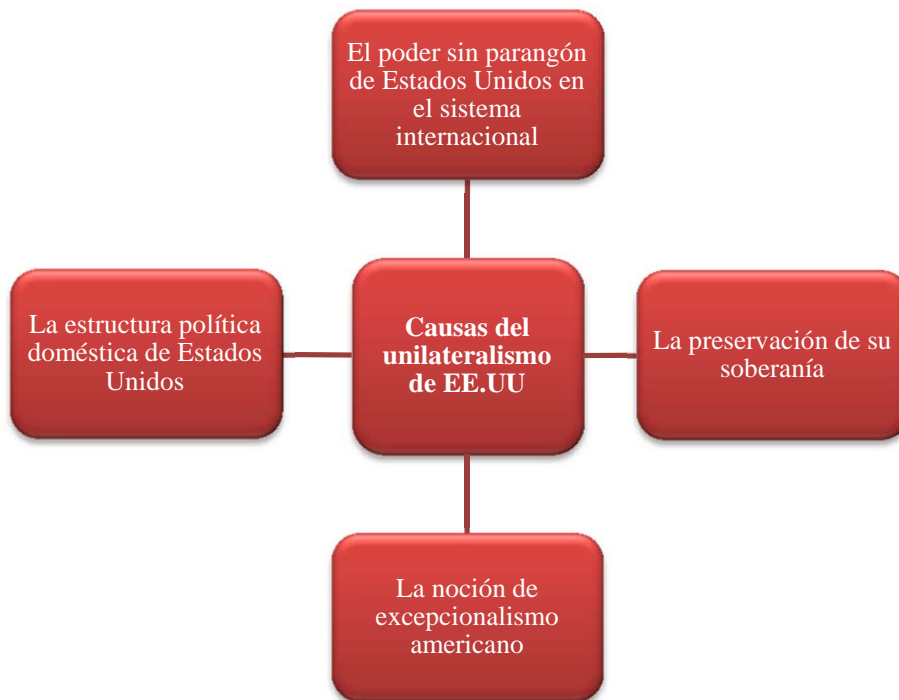 El poder sin parangón
de Estados Unidos en
el sistema
internacional
La estructura política
doméstica de Estados
Unidos
Causas del
unilateralismo
de EE.UU
La preservación de su
soberanía
La noción de
excepcionalismo
americano